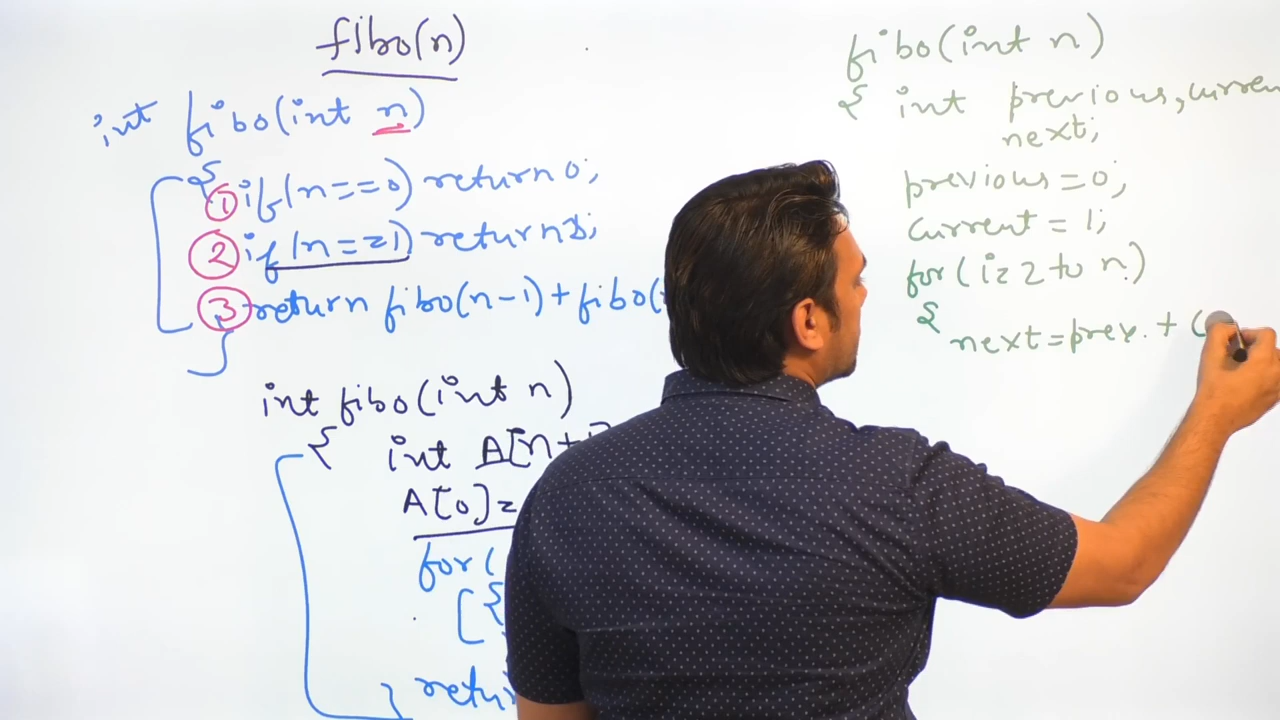 fibo(n)
int fibo(int n)
{
① if(n==0) return 0;
② if(n==1) return 1;
③ return fibo(n-1)+fibo(
}
int fibo(int n)
{ int A[n+1]
A[0]=
for(
{
} return
fibo(int n)
{ int previous, curren
next;
previous=0;
current=1;
for(i=2 to n)
{
next=prev.+(